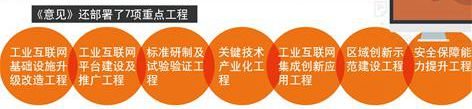 《意见》还部署了7项重点工程
工业互联网
基础设施升
级改造工程
工业互联网
平台建设及
推广工程
标准研制及
试验验证工
程
关键技术
产业化工
程
工业互联网
集成创新应
用工程
区域创新示
范建设工程
安全保障能
力提升工程